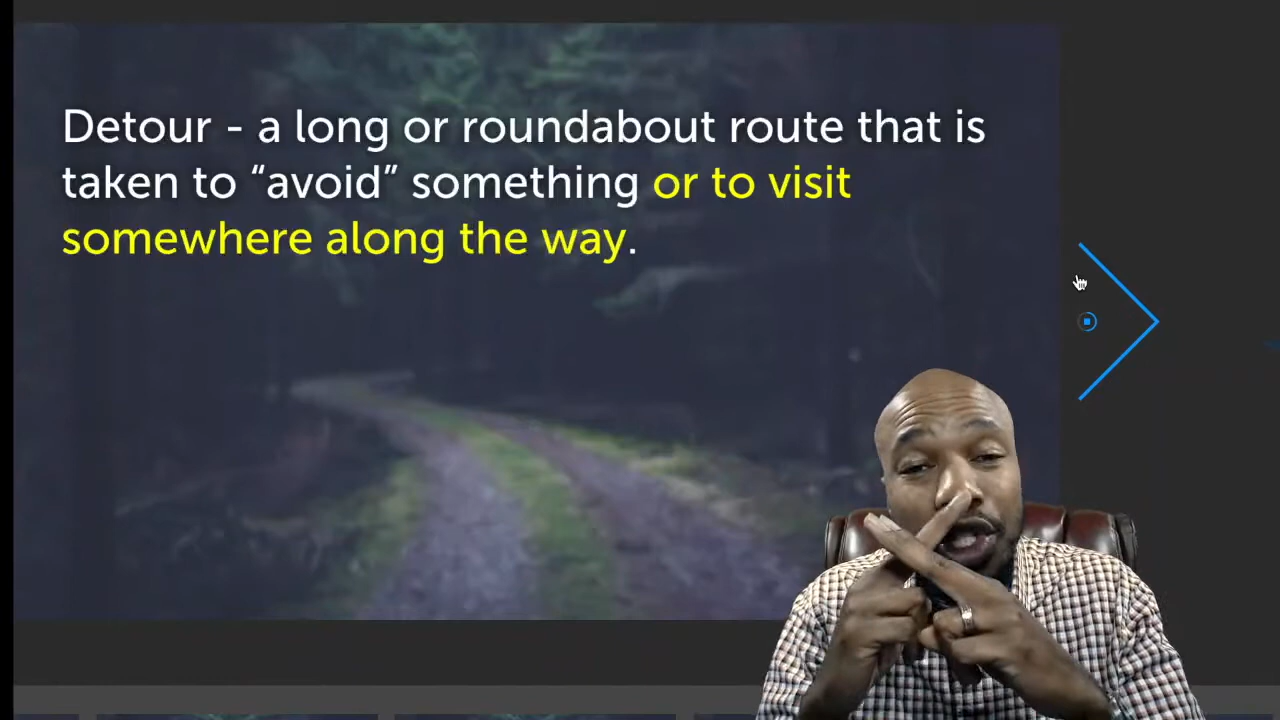 Detour - a long or roundabout route that is
taken to “avoid” something or to visit
somewhere along the way.